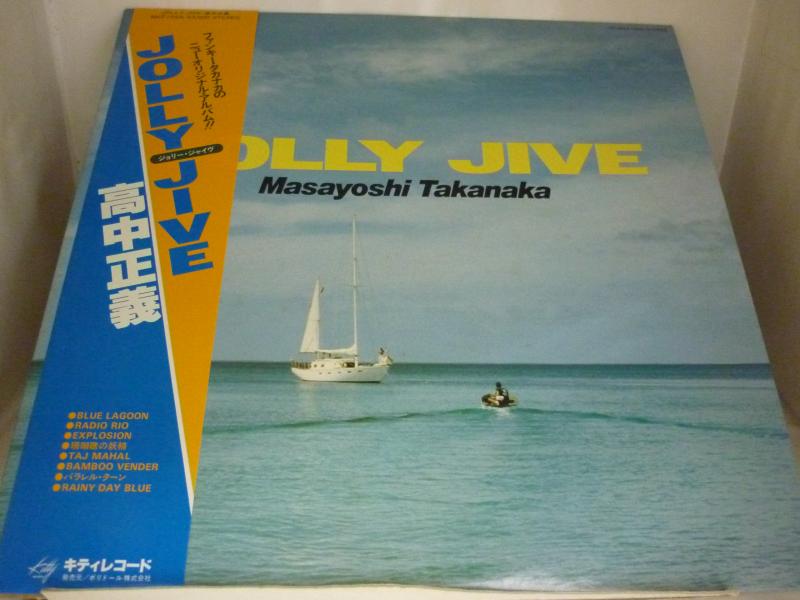 ファンキータカナカの
ニューオリジナル・アルバム!!
JOLLY JIVE
ジョリー・ジャイヴ
高中正義
●BLUE LAGOON
●RADIO RIO
●EXPLOSION
●珊瑚礁の妖精
●TAJ MAHAL
●BAMBOO VENDER
●パラレル・ターン
●RAINY DAY BLUE
Kitty
キティレコード
発売元/ポリドール株式会社
OLLY JIVE
Masayoshi Takanaka